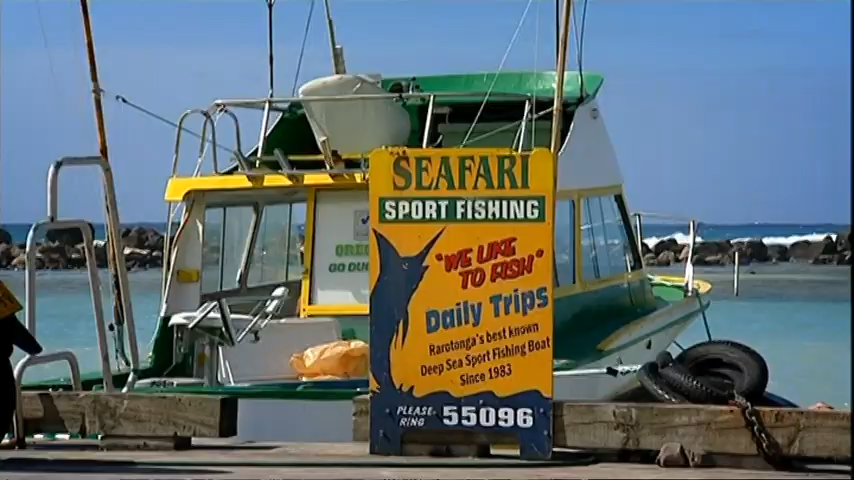 SEAFARI
SPORT FISHING
"WE LIKE
TO FISH"
Daily Trips
Rarotonga's best known
Deep Sea Sport Fishing Boat
Since 1983
PLEASE
RING
55096
GO